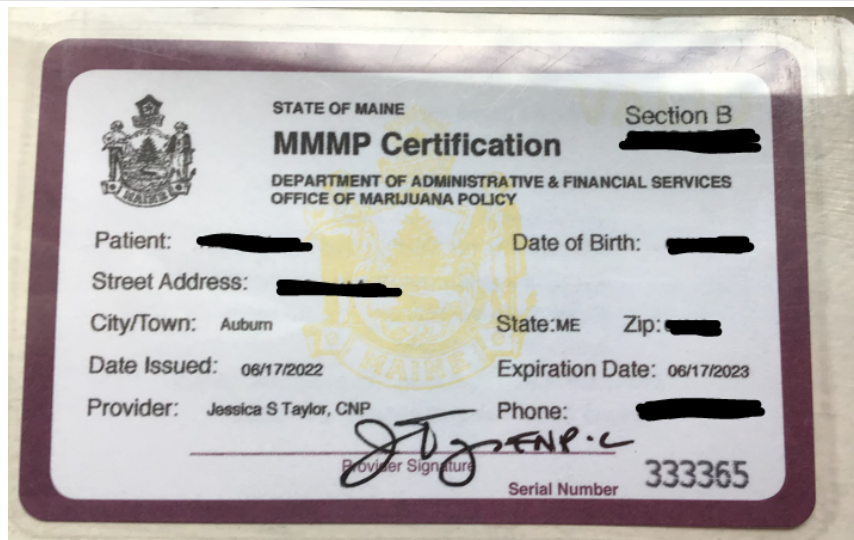 STATE OF MAINE
Section B
MMMP Certification
DEPARTMENT OF ADMINISTRATIVE & FINANCIAL SERVICES
OFFICE OF MARIJUANA POLICY
Patient: Date of Birth:
Street Address:
City/Town: Auburn State:ME Zip:
Date Issued: 06/17/2022 Expiration Date: 06/17/2023
Provider: Jessica S Taylor, CNP Phone:
Provider Signature
Serial Number 333365
MAINE
MAINE